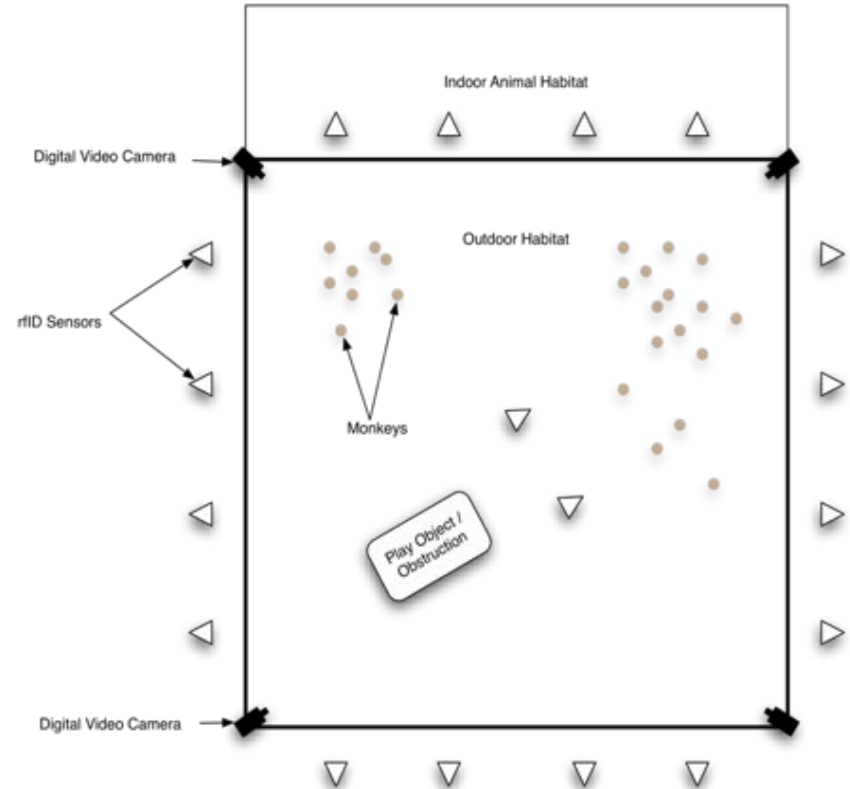 Indoor Animal Habitat
Digital Video Camera
Outdoor Habitat
rfID Sensors
Monkeys
Play Object /
Obstruction
Digital Video Camera